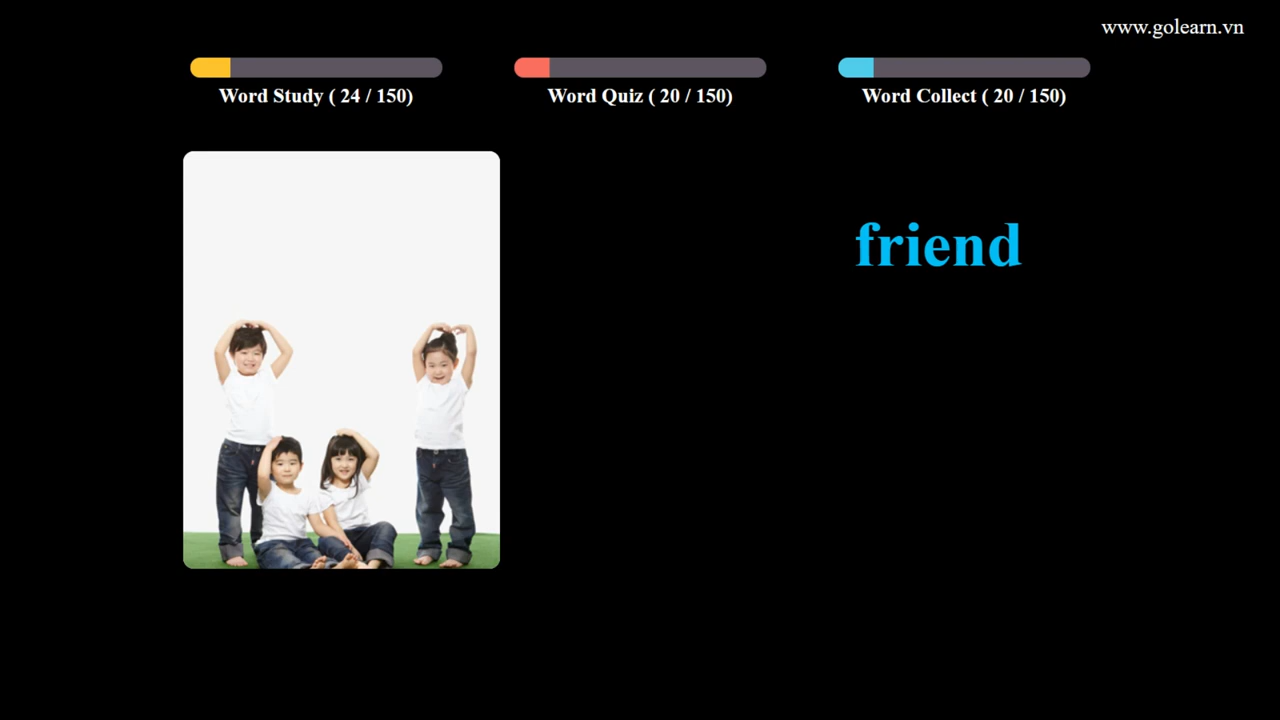 www.golearn.vn
Word Study ( 24 / 150)
Word Quiz ( 20 / 150)
Word Collect ( 20 / 150)
friend